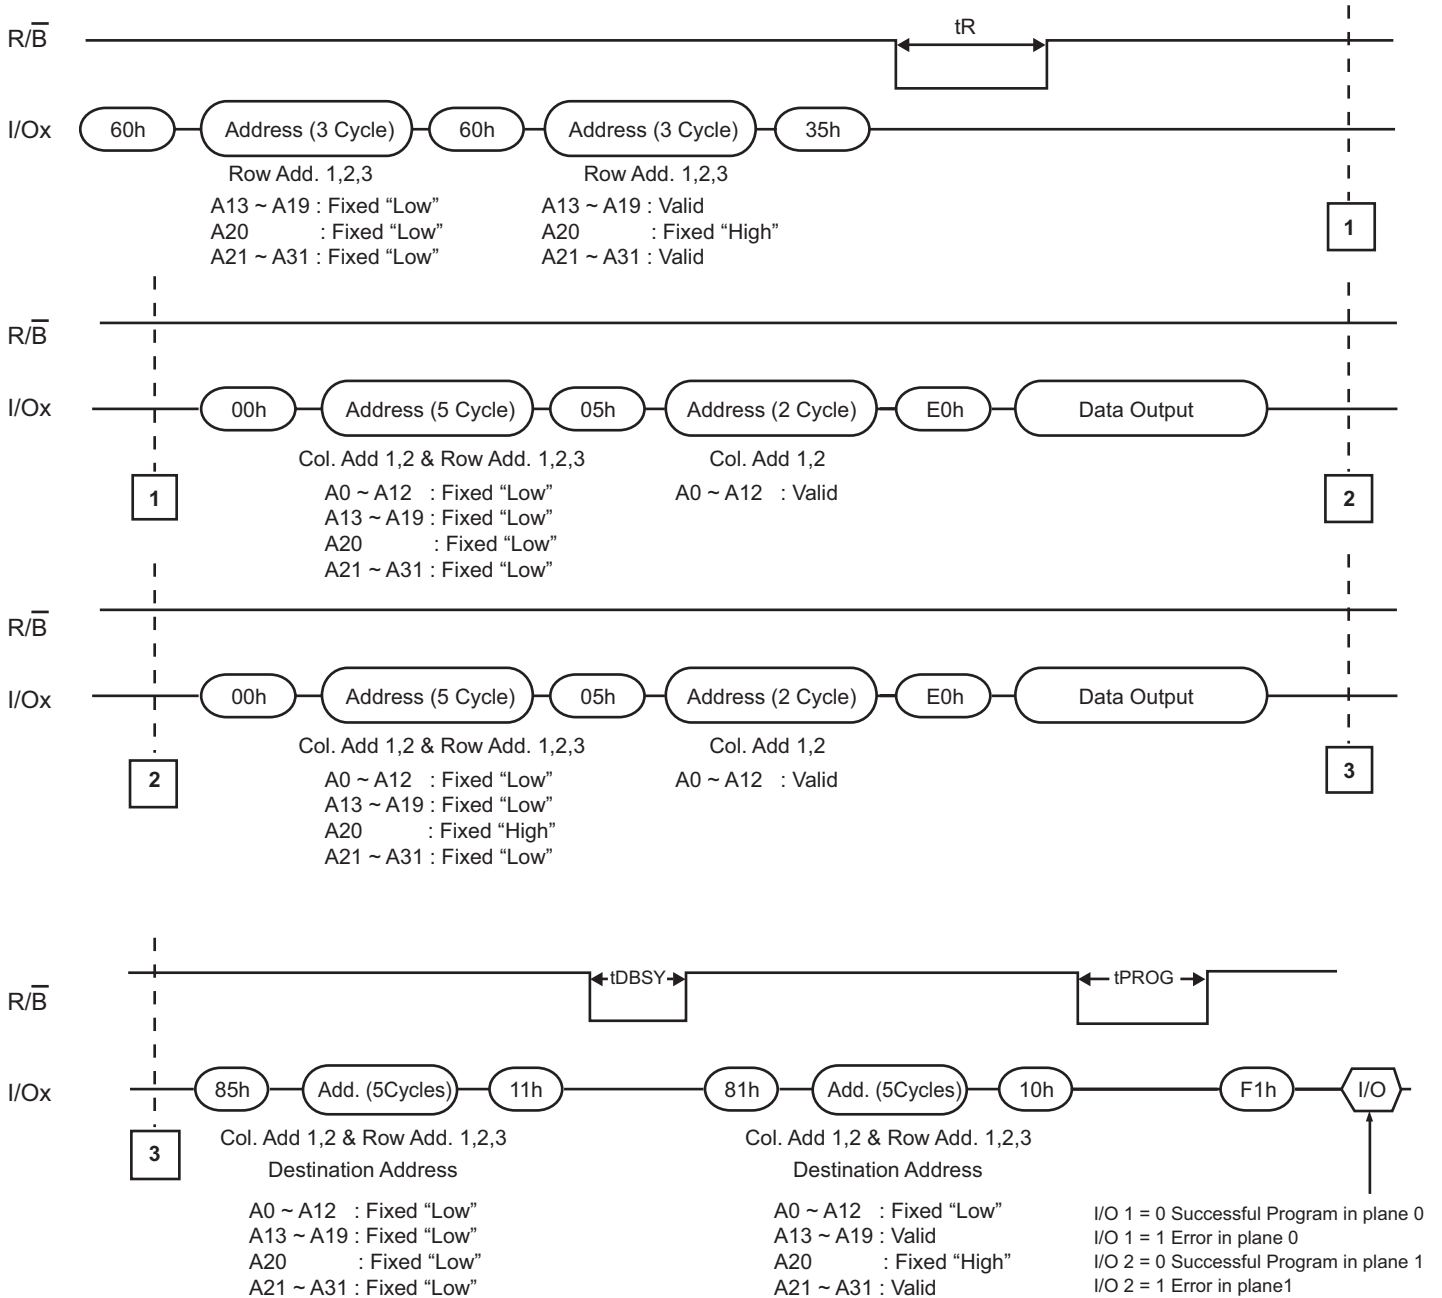 R/B
tR
I/Ox 60h Address (3 Cycle) 60h Address (3 Cycle) 35h
Row Add. 1,2,3 Row Add. 1,2,3
A13 ~ A19 : Fixed “Low” A13 ~ A19 : Valid
A20 : Fixed “Low” A20 : Fixed “High”
A21 ~ A31 : Fixed “Low” A21 ~ A31 : Valid
1
R/B
I/Ox 00h Address (5 Cycle) 05h Address (2 Cycle) E0h Data Output
Col. Add 1,2 & Row Add. 1,2,3 Col. Add 1,2
1 A0 ~ A12 : Fixed “Low” A0 ~ A12 : Valid 2
A13 ~ A19 : Fixed “Low”
A20 : Fixed “Low”
A21 ~ A31 : Fixed “Low”
R/B
I/Ox 00h Address (5 Cycle) 05h Address (2 Cycle) E0h Data Output
Col. Add 1,2 & Row Add. 1,2,3 Col. Add 1,2
2 A0 ~ A12 : Fixed “Low” A0 ~ A12 : Valid 3
A13 ~ A19 : Fixed “Low”
A20 : Fixed “High”
A21 ~ A31 : Fixed “Low”
R/B tDBSY tPROG
I/Ox 85h Add. (5Cycles) 11h 81h Add. (5Cycles) 10h F1h I/O
Col. Add 1,2 & Row Add. 1,2,3 Col. Add 1,2 & Row Add. 1,2,3
3 Destination Address Destination Address
A0 ~ A12 : Fixed “Low” A0 ~ A12 : Fixed “Low” I/O 1 = 0 Successful Program in plane 0
A13 ~ A19 : Fixed “Low” A13 ~ A19 : Valid I/O 1 = 1 Error in plane 0
A20 : Fixed “Low” A20 : Fixed “High” I/O 2 = 0 Successful Program in plane 1
A21 ~ A31 : Fixed “Low” A21 ~ A31 : Valid I/O 2 = 1 Error in plane1